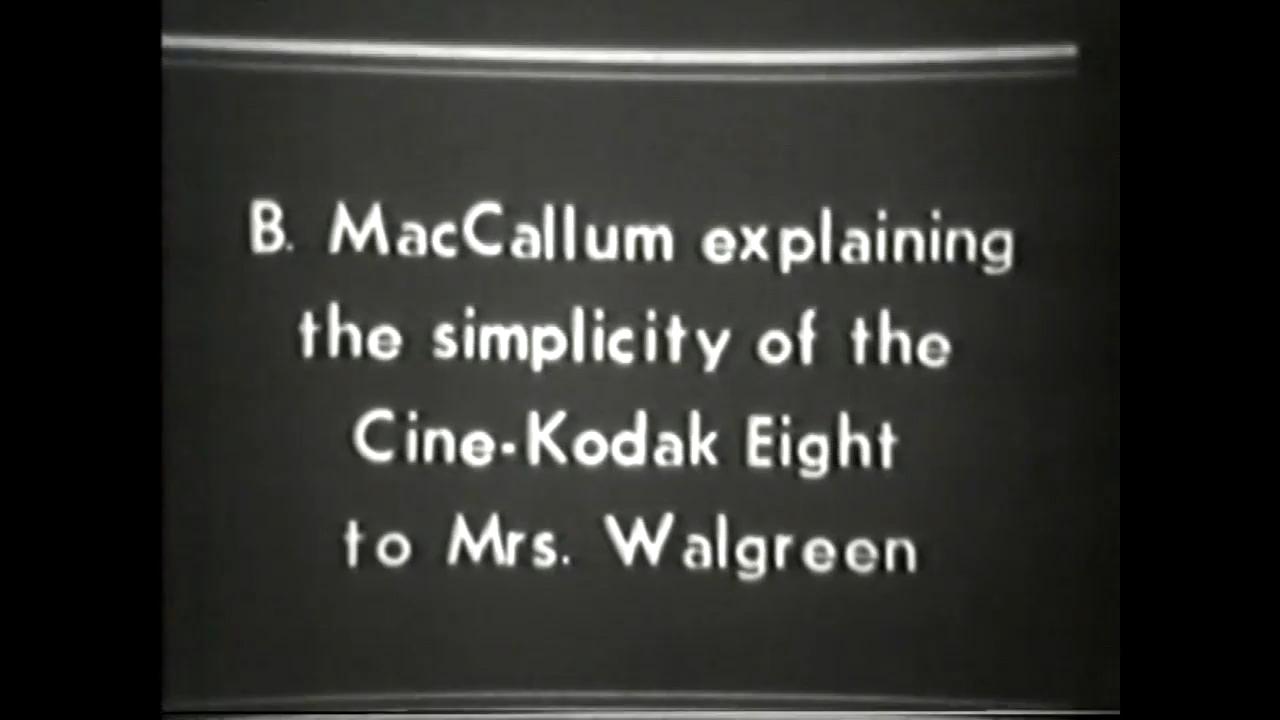 B. MacCallum explaining
the simplicity of the
Cine-Kodak Eight
to Mrs. Walgreen